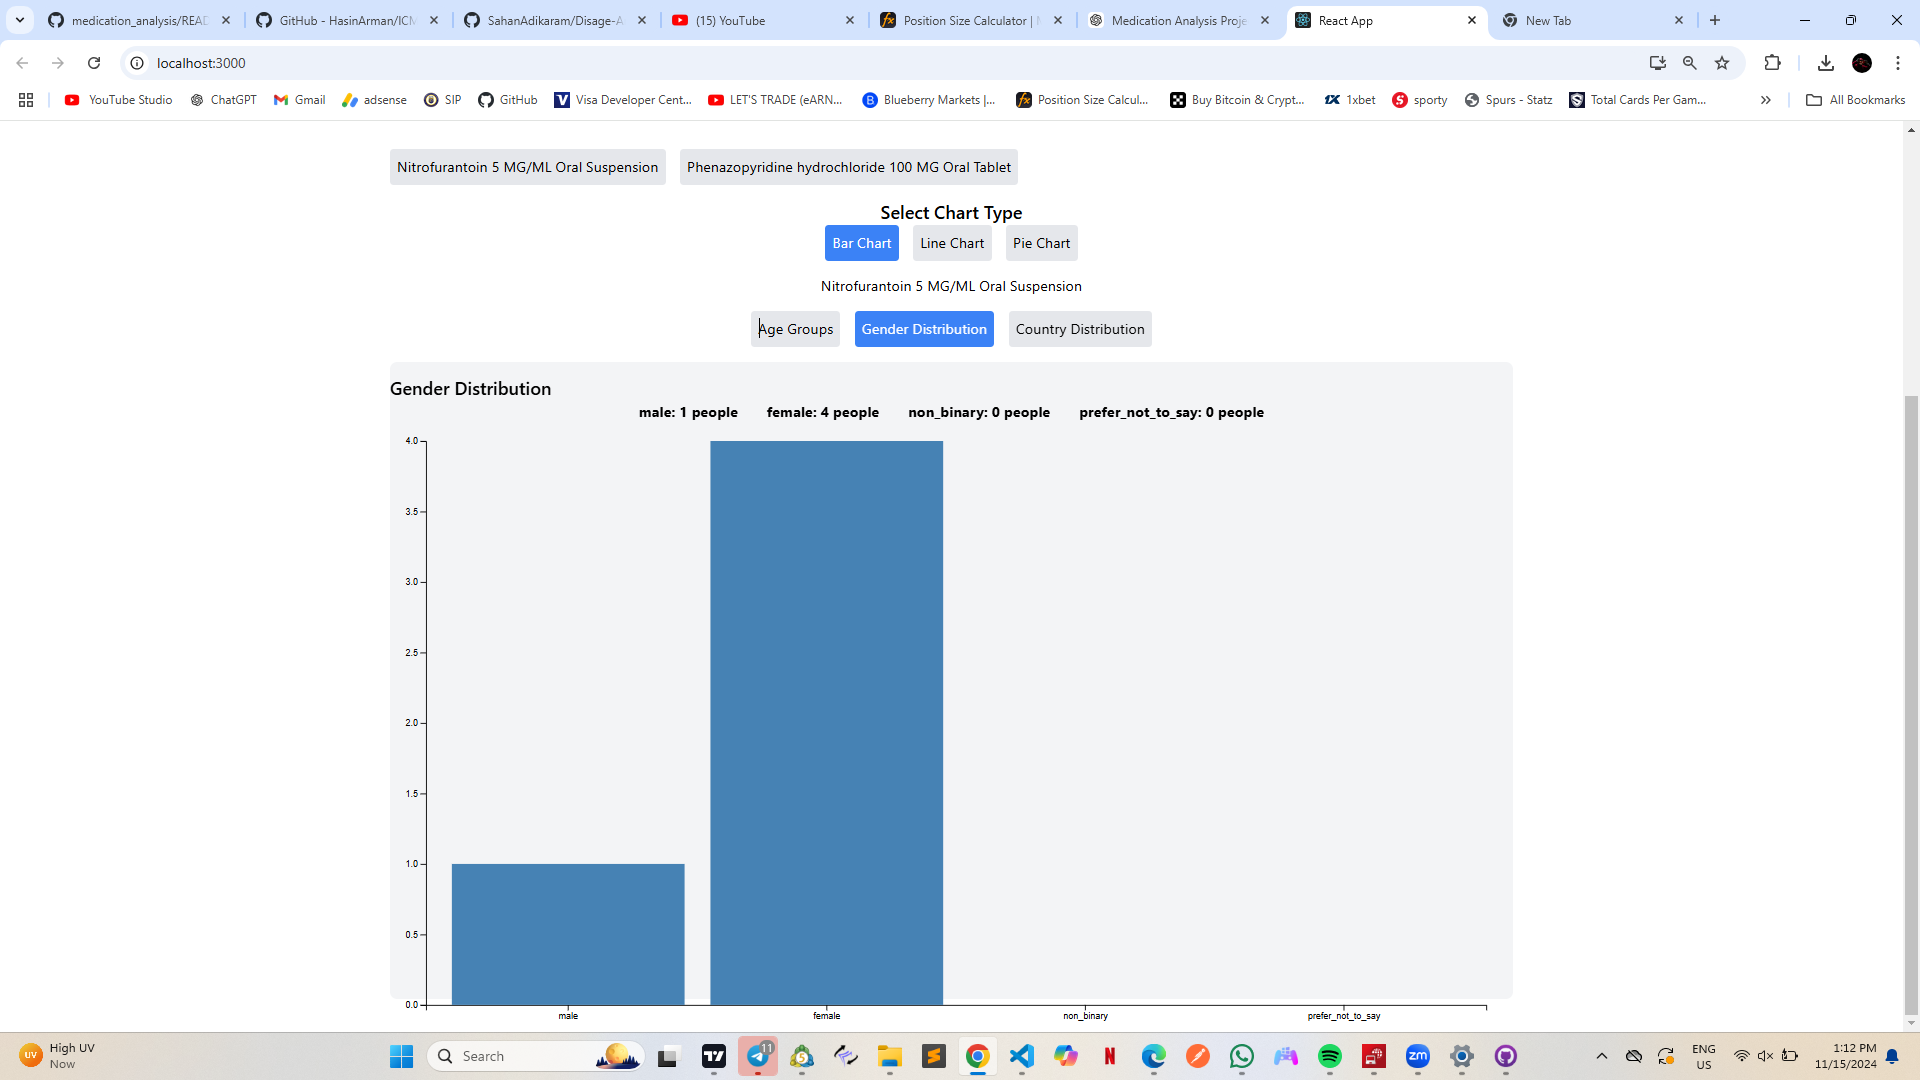 medication_analysis/READ
GitHub - HasinArman/ICM
SahanAdikaram/Disage-A
(15) YouTube
Position Size Calculator | M
Medication Analysis Proje
React App
New Tab
localhost:3000
YouTube Studio
ChatGPT
Gmail
adsense
SIP
GitHub
Visa Developer Cent...
LET'S TRADE (eARN...
Blueberry Markets |...
Position Size Calcul...
Buy Bitcoin & Crypt...
1xbet
sporty
Spurs - Statz
Total Cards Per Gam...
All Bookmarks
Nitrofurantoin 5 MG/ML Oral Suspension
Phenazopyridine hydrochloride 100 MG Oral Tablet
Select Chart Type
Bar Chart
Line Chart
Pie Chart
Nitrofurantoin 5 MG/ML Oral Suspension
Age Groups
Gender Distribution
Country Distribution
Gender Distribution
male: 1 people
female: 4 people
non_binary: 0 people
prefer_not_to_say: 0 people
4.0
3.5
3.0
2.5
2.0
1.5
1.0
0.5
0.0
male
female
non_binary
prefer_not_to_say
UV
High UV
Now
Search
11
zm
ENG
US
1:12 PM
11/15/2024